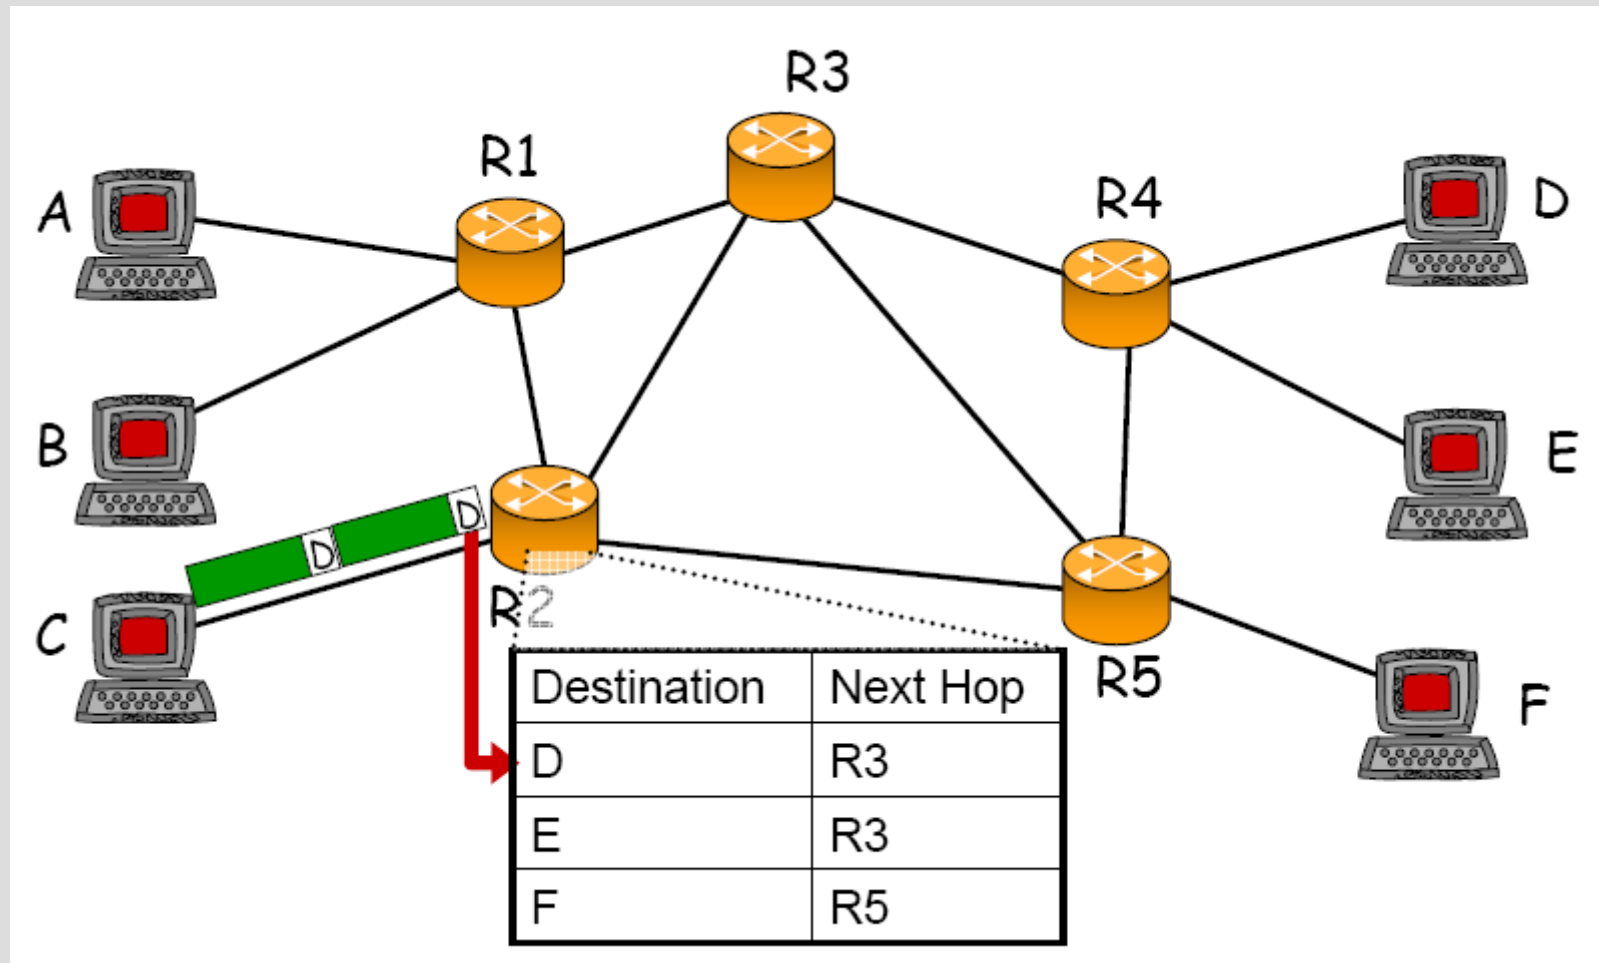 R3
R1
R4
A
D
B
E
D
D
C
R2
R5
F
Destination Next Hop
D R3
E R3
F R5